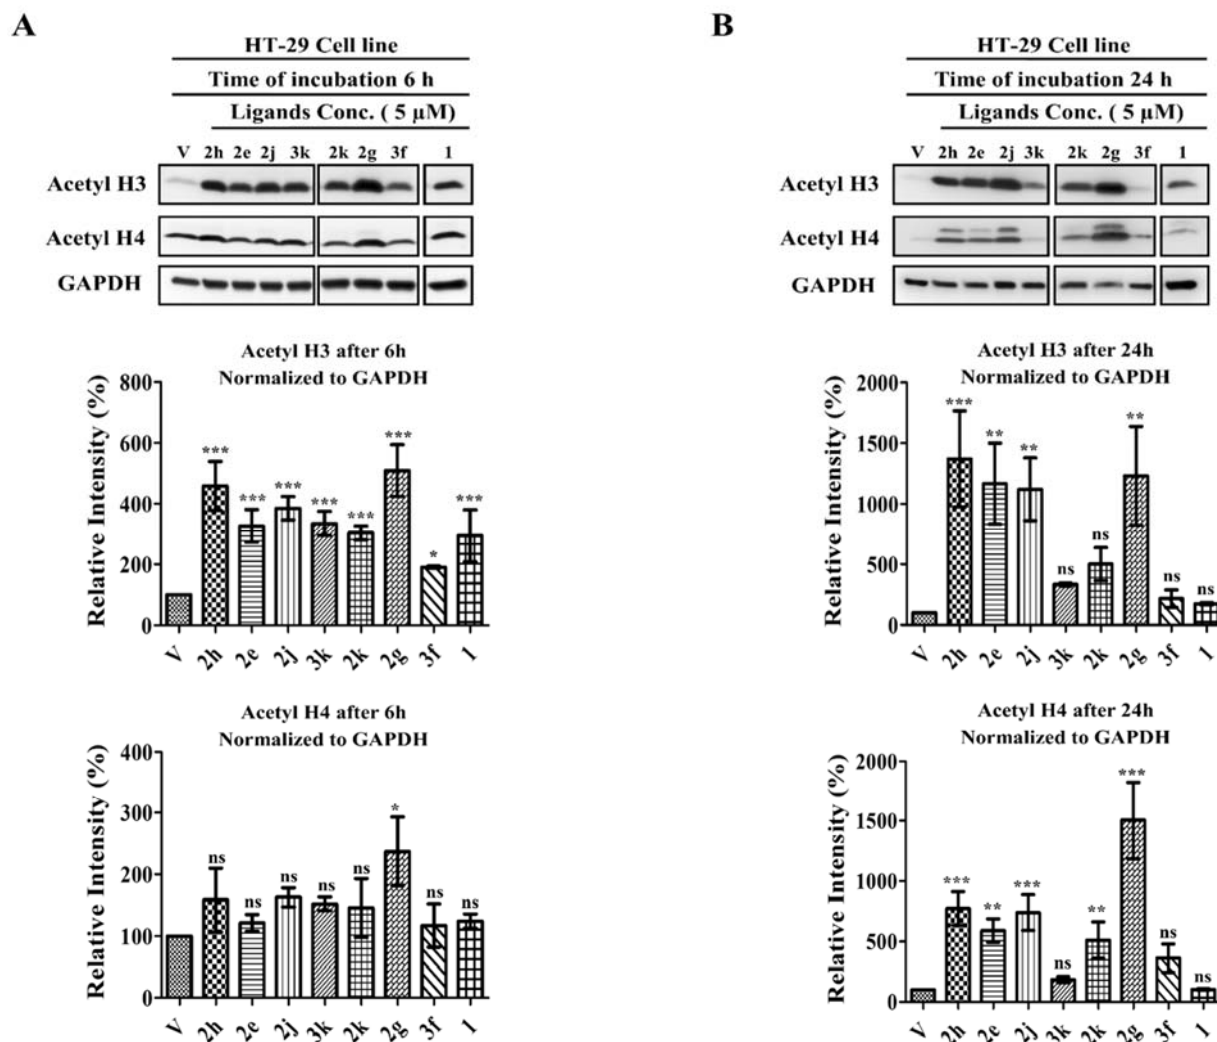 A
HT-29 Cell line
Time of incubation 6 h
Ligands Conc. ( 5 µM)
V 2h 2e 2j 3k 2k 2g 3f 1
Acetyl H3
Acetyl H4
GAPDH
Acetyl H3 after 6h
Normalized to GAPDH
Relative Intensity (%)
800
600
400
200
0
*** *** *** *** *** *** * ***
V 2h 2e 2j 3k 2k 2g 3f 1
Acetyl H4 after 6h
Normalized to GAPDH
Relative Intensity (%)
400
300
200
100
0
ns ns ns ns ns * ns ns
V 2h 2e 2j 3k 2k 2g 3f 1
B
HT-29 Cell line
Time of incubation 24 h
Ligands Conc. ( 5 µM)
V 2h 2e 2j 3k 2k 2g 3f 1
Acetyl H3
Acetyl H4
GAPDH
Acetyl H3 after 24h
Normalized to GAPDH
Relative Intensity (%)
2000
1500
1000
500
0
*** ** ** ns ns ** ns ns
V 2h 2e 2j 3k 2k 2g 3f 1
Acetyl H4 after 24h
Normalized to GAPDH
Relative Intensity (%)
2000
1500
1000
500
0
*** ** *** ns ** *** ns ns
V 2h 2e 2j 3k 2k 2g 3f 1